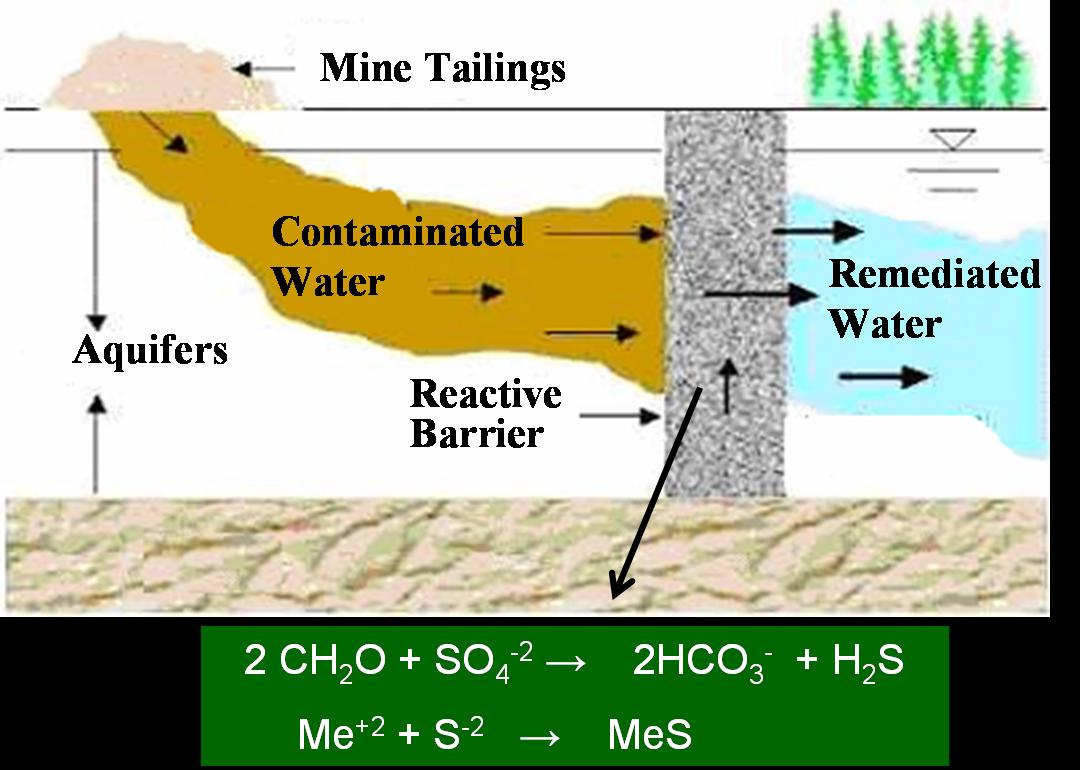 Mine Tailings
Contaminated
Water
Remediated
Water
Aquifers
Reactive
Barrier
2 CH₂O + SO₄⁻² → 2HCO₃⁻ + H₂S
Me⁺² + S⁻² → MeS